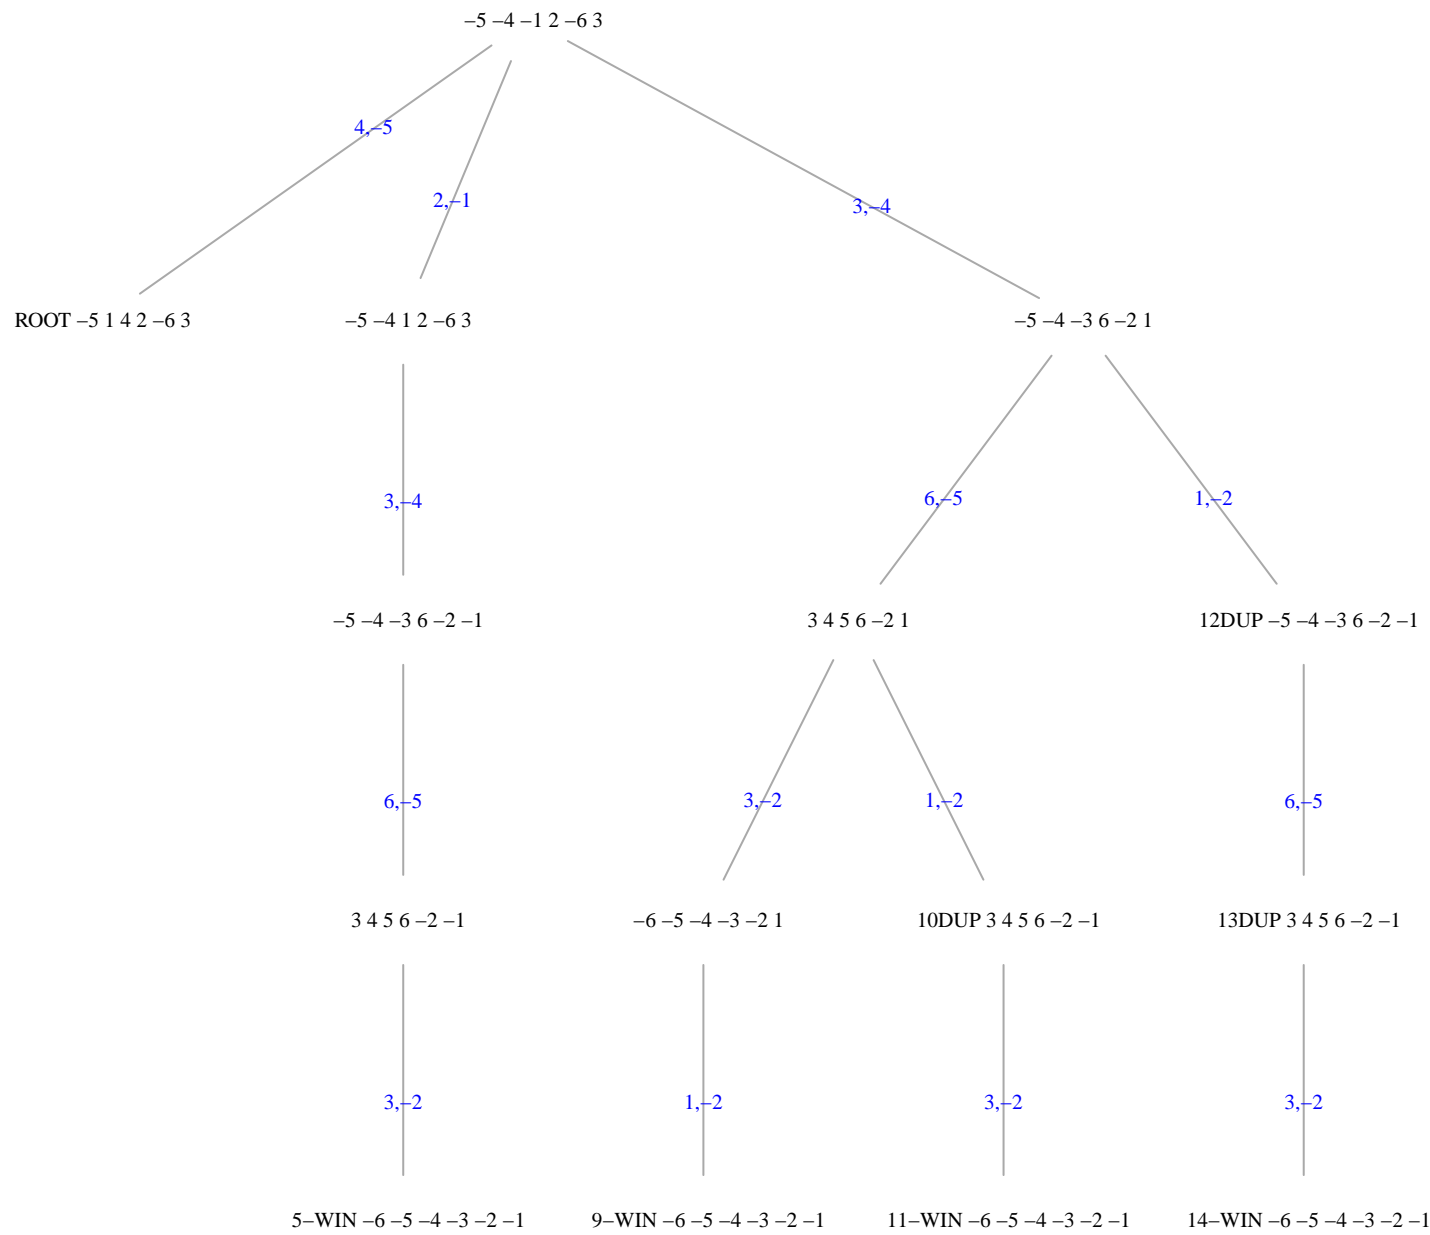 −5 −4 −1 2 −6 3
4,−5
2,−1
3,−4
ROOT −5 1 4 2 −6 3
−5 −4 1 2 −6 3
−5 −4 −3 6 −2 1
3,−4
6,−5
1,−2
−5 −4 −3 6 −2 −1
3 4 5 6 −2 1
12DUP −5 −4 −3 6 −2 −1
6,−5
3,−2
1,−2
6,−5
3 4 5 6 −2 −1
−6 −5 −4 −3 −2 1
10DUP 3 4 5 6 −2 −1
13DUP 3 4 5 6 −2 −1
3,−2
1,−2
3,−2
3,−2
5−WIN −6 −5 −4 −3 −2 −1
9−WIN −6 −5 −4 −3 −2 −1
11−WIN −6 −5 −4 −3 −2 −1
14−WIN −6 −5 −4 −3 −2 −1